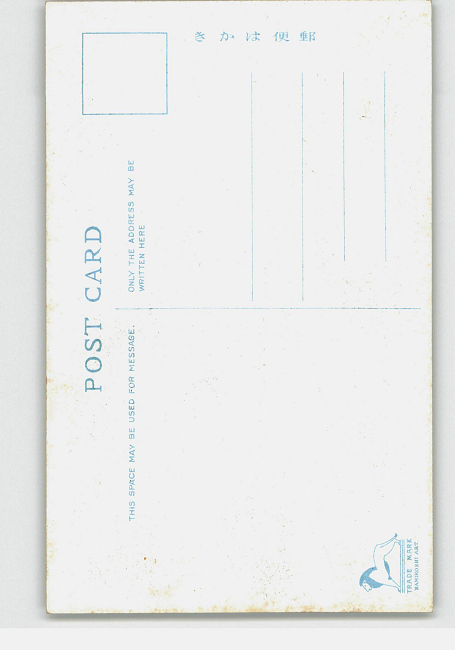 郵便はかき
POST CARD
ONLY THE ADDRESS MAY BE
WRITTEN HERE
THIS SPACE MAY BE USED FOR MESSAGE.
TRADE MARK
ART